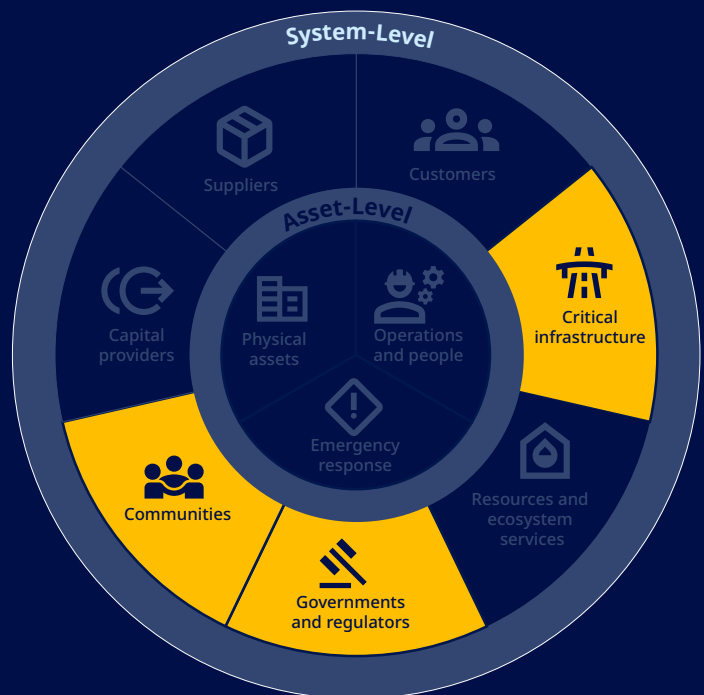 System-Level
Suppliers
Customers
Asset-Level
Capital
providers
Physical
assets
Operations
and people
Critical
infrastructure
Emergency
response
Communities
Resources and
ecosystem
services
Governments
and regulators